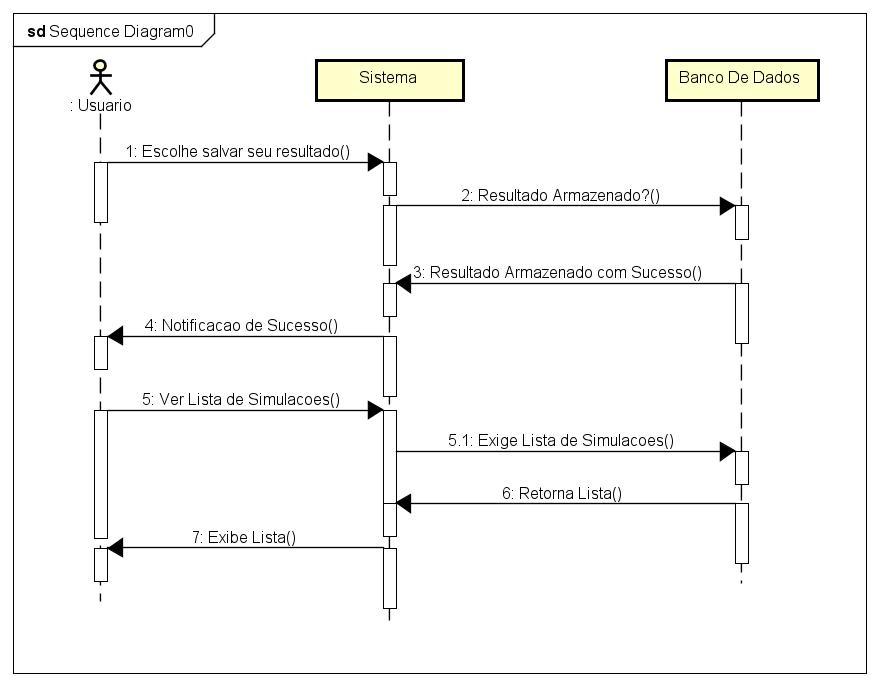 sd Sequence Diagram0
: Usuario
Sistema
Banco De Dados
1: Escolhe salvar seu resultado()
2: Resultado Armazenado?()
3: Resultado Armazenado com Sucesso()
4: Notificacao de Sucesso()
5: Ver Lista de Simulacoes()
5.1: Exige Lista de Simulacoes()
6: Retorna Lista()
7: Exibe Lista()